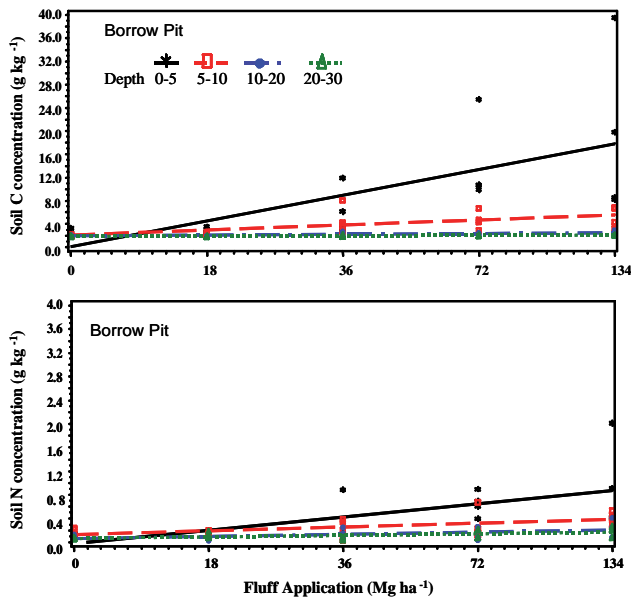 Soil C concentration (g kg -1)
40.0
36.0
32.0
28.0
24.0
20.0
16.0
12.0
8.0
4.0
0.0
Borrow Pit
Depth 0-5 5-10 10-20 20-30
0 18 36 72 134
Soil N concentration (g kg -1)
4.0
3.6
3.2
2.8
2.4
2.0
1.6
1.2
0.8
0.4
0.0
Borrow Pit
0 18 36 72 134
Fluff Application (Mg ha-1)